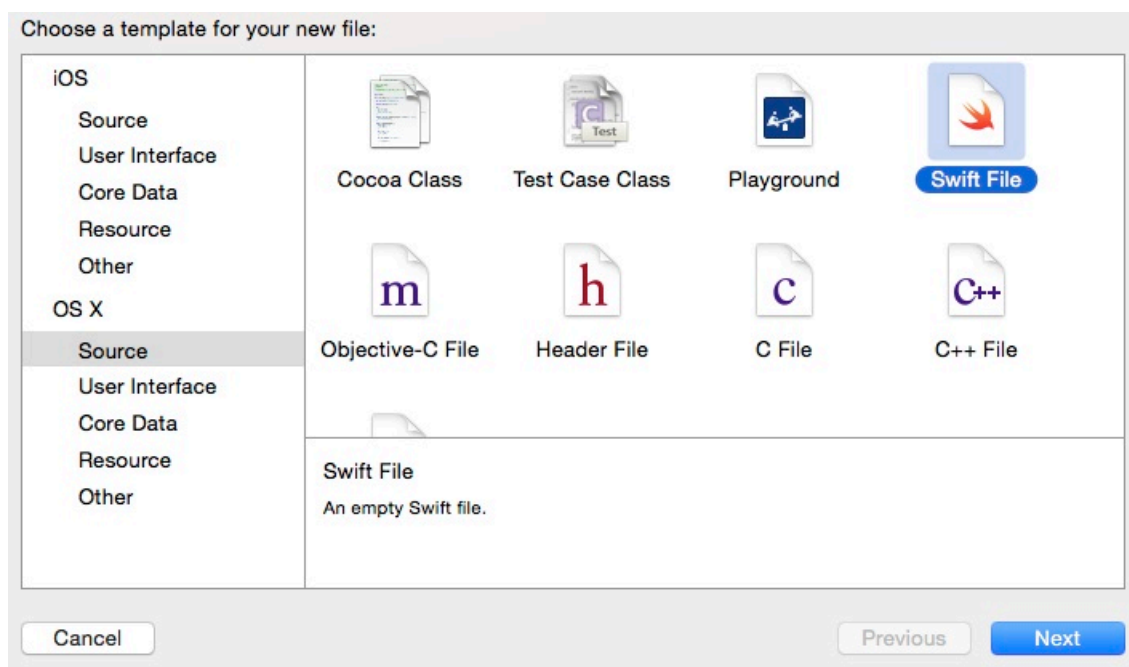 Choose a template for your new file:
iOS
Source
User Interface
Core Data
Resource
Other
OS X
Source
User Interface
Core Data
Resource
Other
C
Test
Cocoa Class
Test Case Class
Playground
Swift File
m
h
c
C++
Objective-C File
Header File
C File
C++ File
Swift File
An empty Swift file.
Cancel
Previous
Next